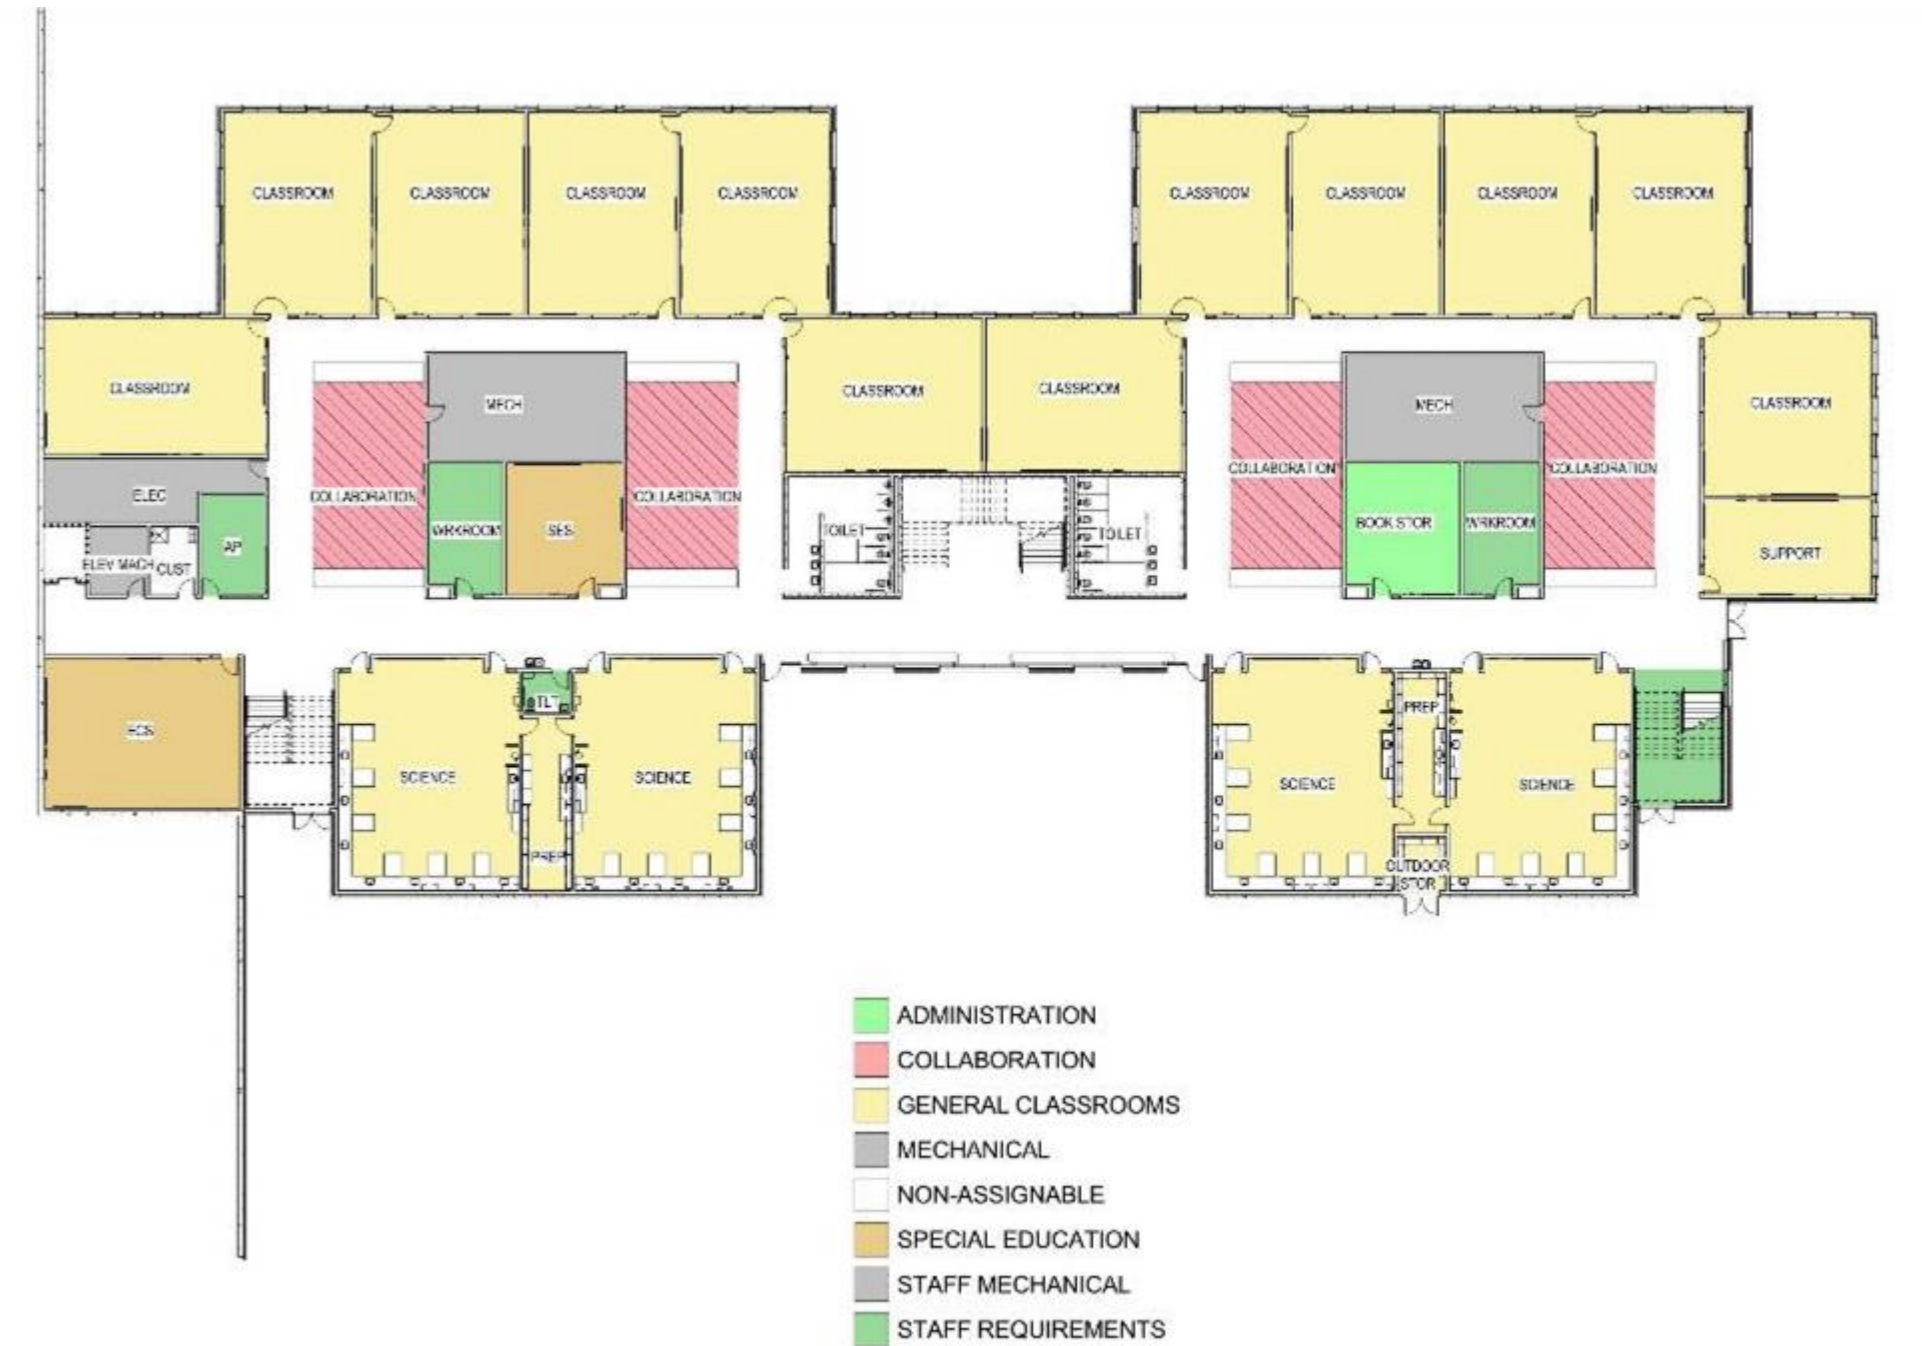 CLASSROOM
CLASSROOM
CLASSROOM
CLASSROOM
CLASSROOM
CLASSROOM
CLASSROOM
CLASSROOM
CLASSROOM
MECH
CLASSROOM
CLASSROOM
MECH
CLASSROOM
ELEC
COLLABORATION
COLLABORATION
COLLABORATION
COLLABORATION
WRKROOM
SES
TOILET
TOILET
BOOK STOR
WRKROOM
AP
SUPPORT
ELEV MACH
CUST
ECS
TLT
PREP
SCIENCE
SCIENCE
SCIENCE
SCIENCE
PREP
OUTDOOR
STOR
ADMINISTRATION
COLLABORATION
GENERAL CLASSROOMS
MECHANICAL
NON-ASSIGNABLE
SPECIAL EDUCATION
STAFF MECHANICAL
STAFF REQUIREMENTS